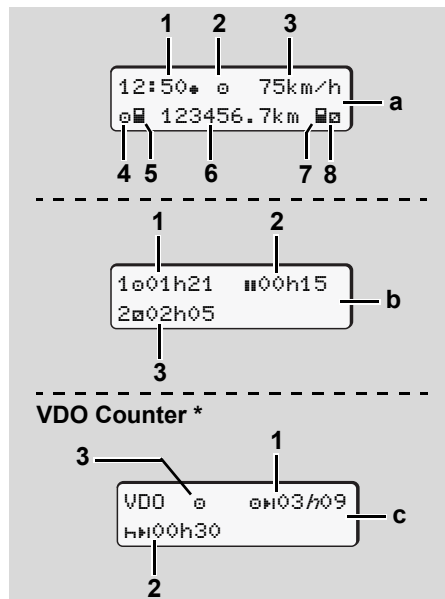 1 2 3
12:50• ⊙ 75km/h
a
⊙ 123456.7km
4 5 6 7 8
1 2
1⊙01h21 00h15
b
2 02h05
3
VDO Counter *
3 1
VDO ⊙ ⊙ 03h09
c
00h30
2